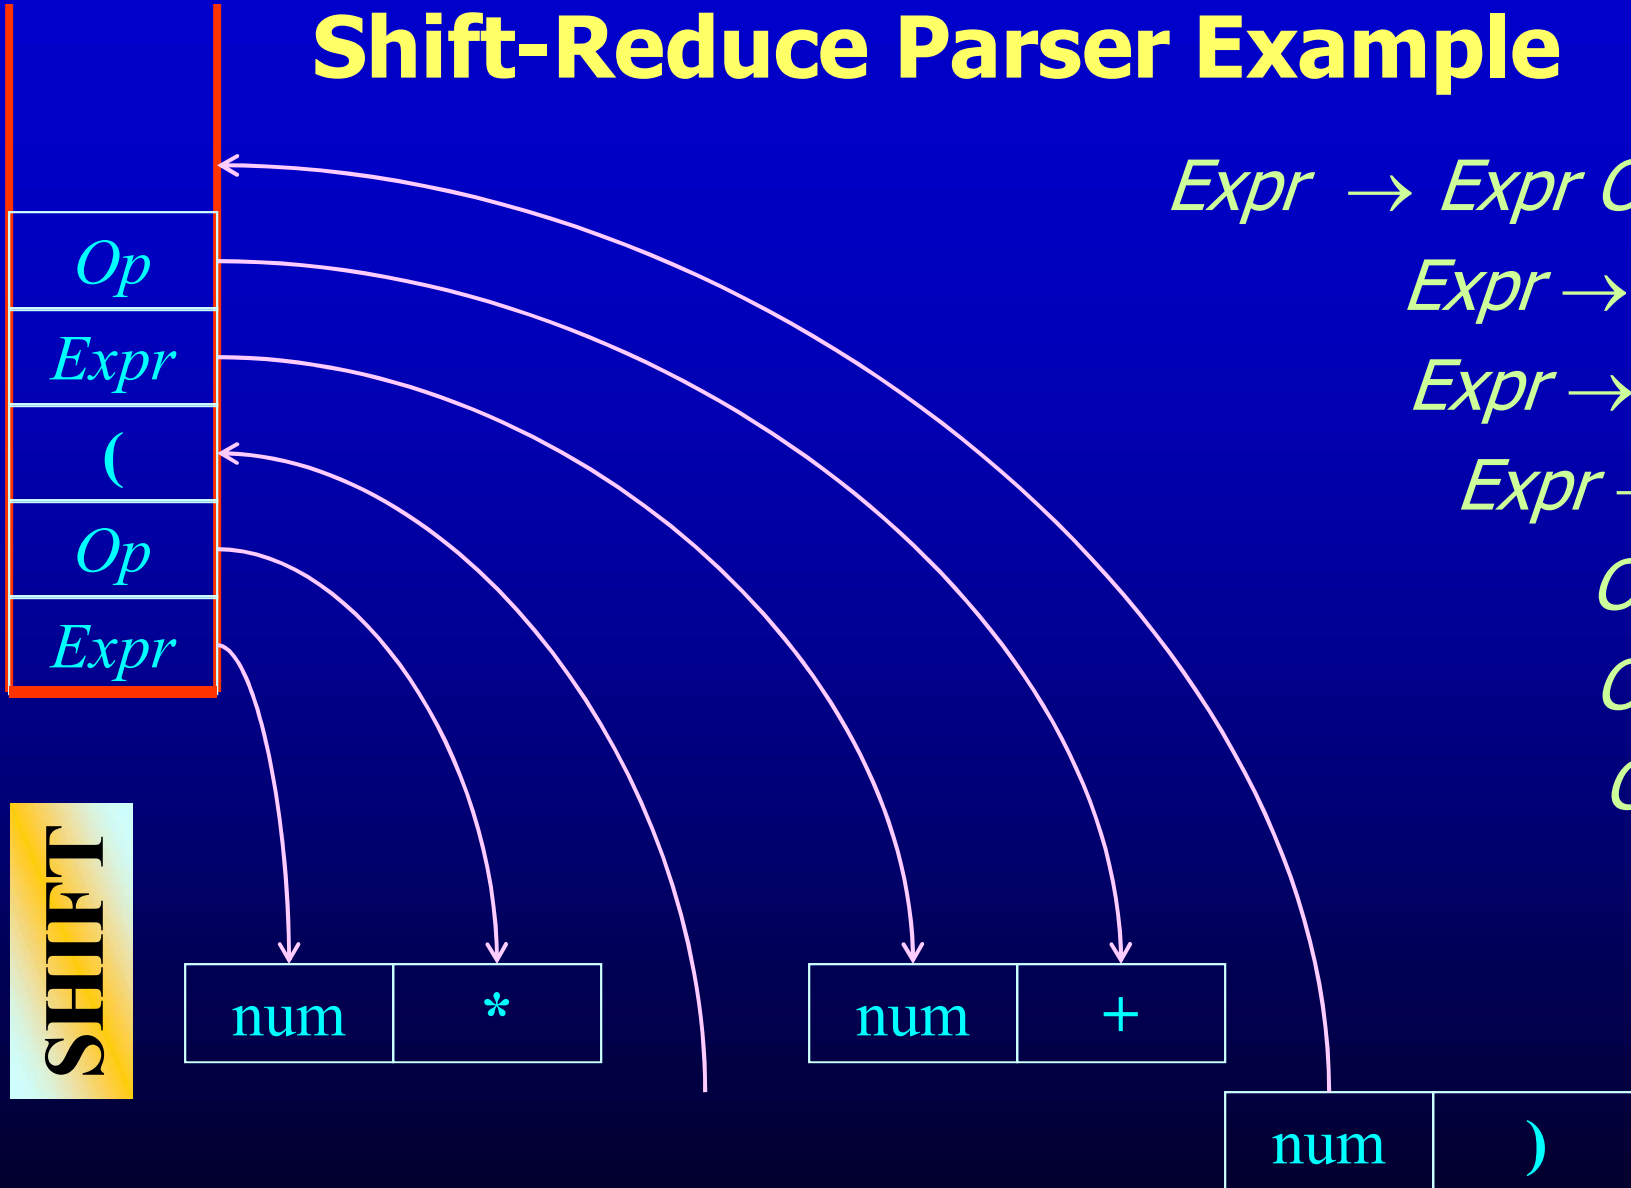 Shift-Reduce Parser Example
Expr → Expr O
Expr →
Expr →
Expr
O
O
O
Op
Expr
(
Op
Expr
SHIFT
num *
num +
num )